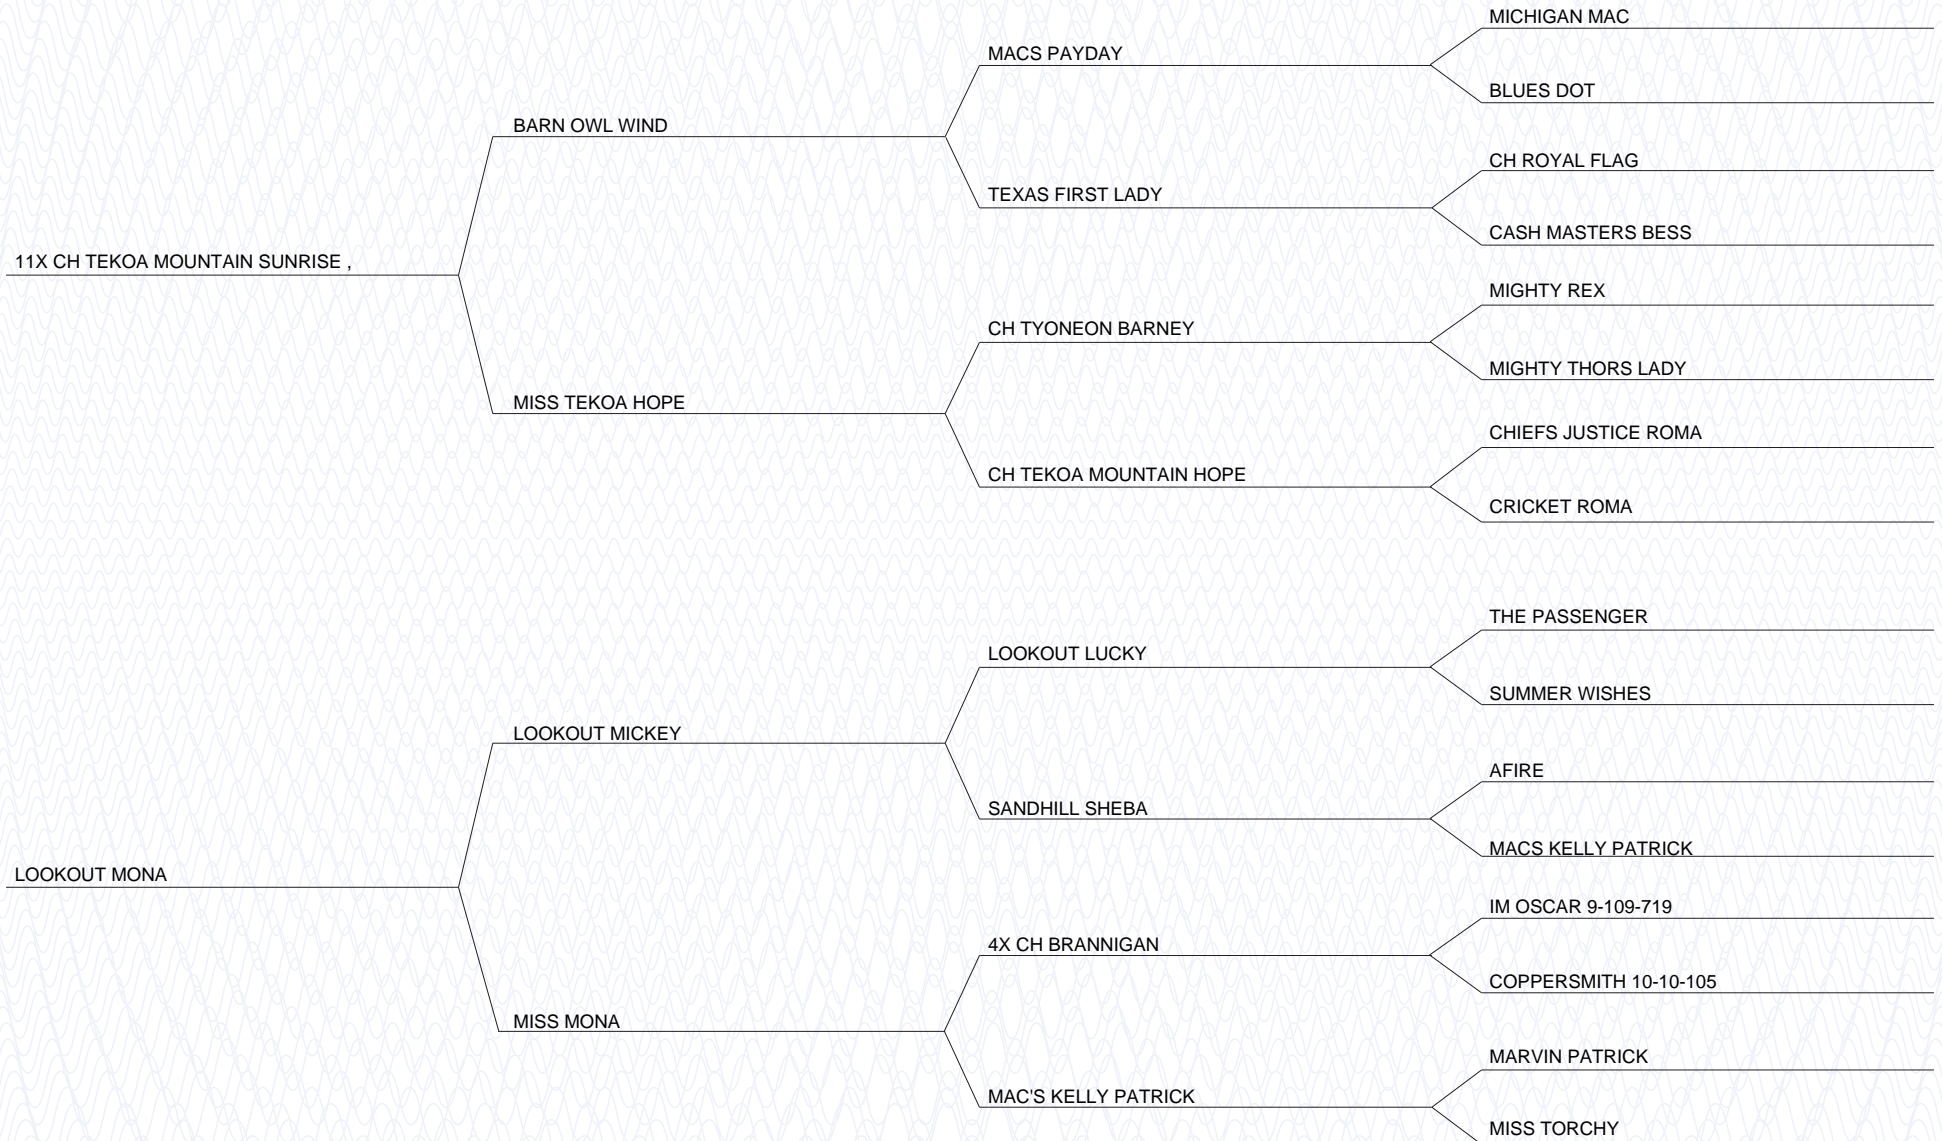 MICHIGAN MAC
MACS PAYDAY
BLUES DOT
BARN OWL WIND
CH ROYAL FLAG
TEXAS FIRST LADY
CASH MASTERS BESS
11X CH TEKOA MOUNTAIN SUNRISE ,
MIGHTY REX
CH TYONEON BARNEY
MIGHTY THORS LADY
MISS TEKOA HOPE
CHIEFS JUSTICE ROMA
CH TEKOA MOUNTAIN HOPE
CRICKET ROMA
THE PASSENGER
LOOKOUT LUCKY
SUMMER WISHES
LOOKOUT MICKEY
AFIRE
SANDHILL SHEBA
MACS KELLY PATRICK
LOOKOUT MONA
IM OSCAR 9-109-719
4X CH BRANNIGAN
COPPERSMITH 10-10-105
MISS MONA
MARVIN PATRICK
MAC'S KELLY PATRICK
MISS TORCHY